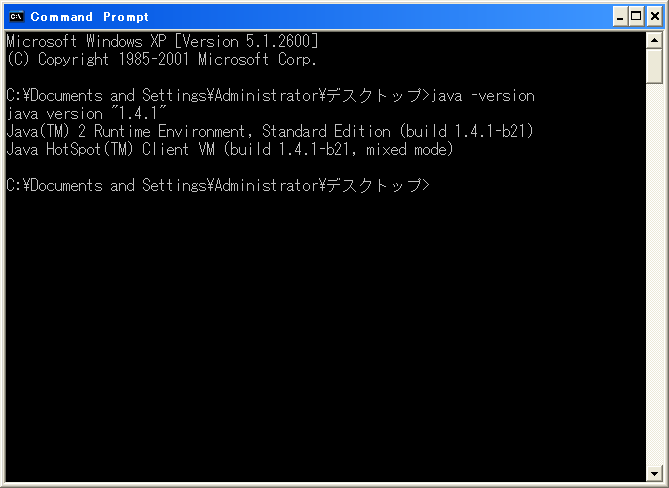 Command Prompt
Microsoft Windows XP [Version 5.1.2600]
(C) Copyright 1985-2001 Microsoft Corp.
C:¥Documents and Settings¥Administrator¥デスクトップ>java -version
java version "1.4.1"
Java(TM) 2 Runtime Environment, Standard Edition (build 1.4.1-b21)
Java HotSpot(TM) Client VM (build 1.4.1-b21, mixed mode)
C:¥Documents and Settings¥Administrator¥デスクトップ>